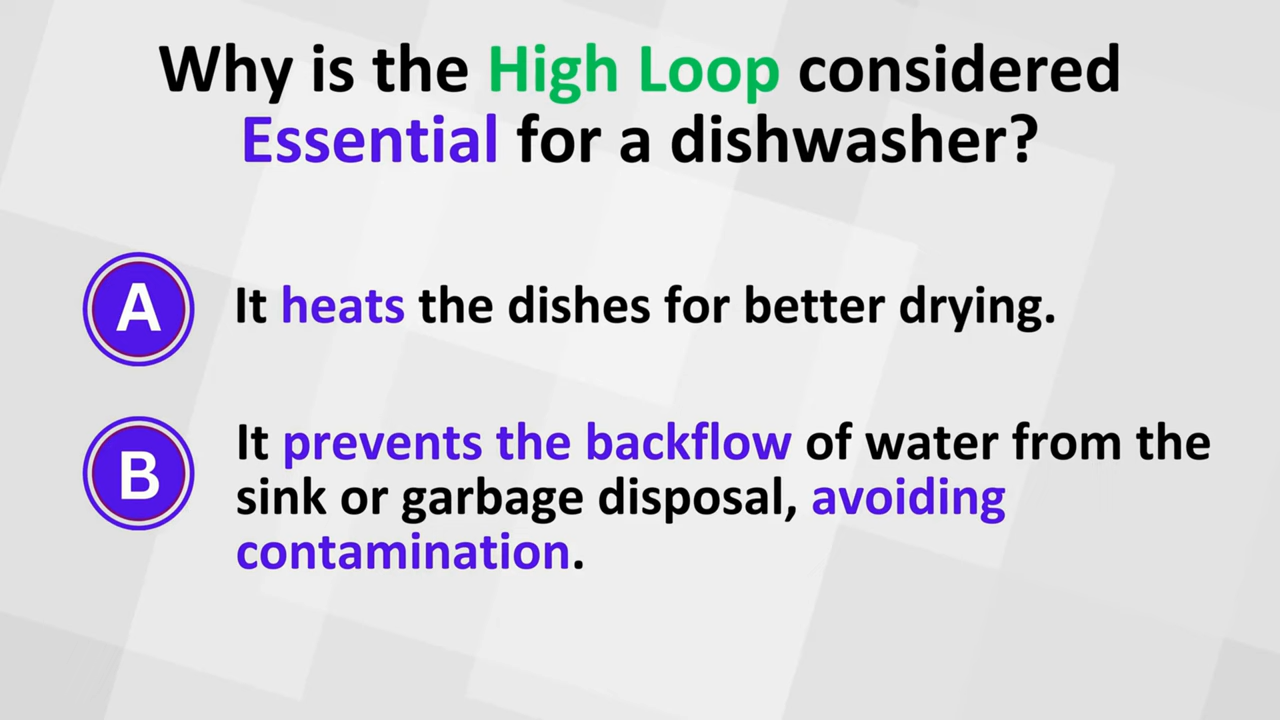 Why is the High Loop considered
Essential for a dishwasher?
A
It heats the dishes for better drying.
B
It prevents the backflow of water from the
sink or garbage disposal, avoiding
contamination.